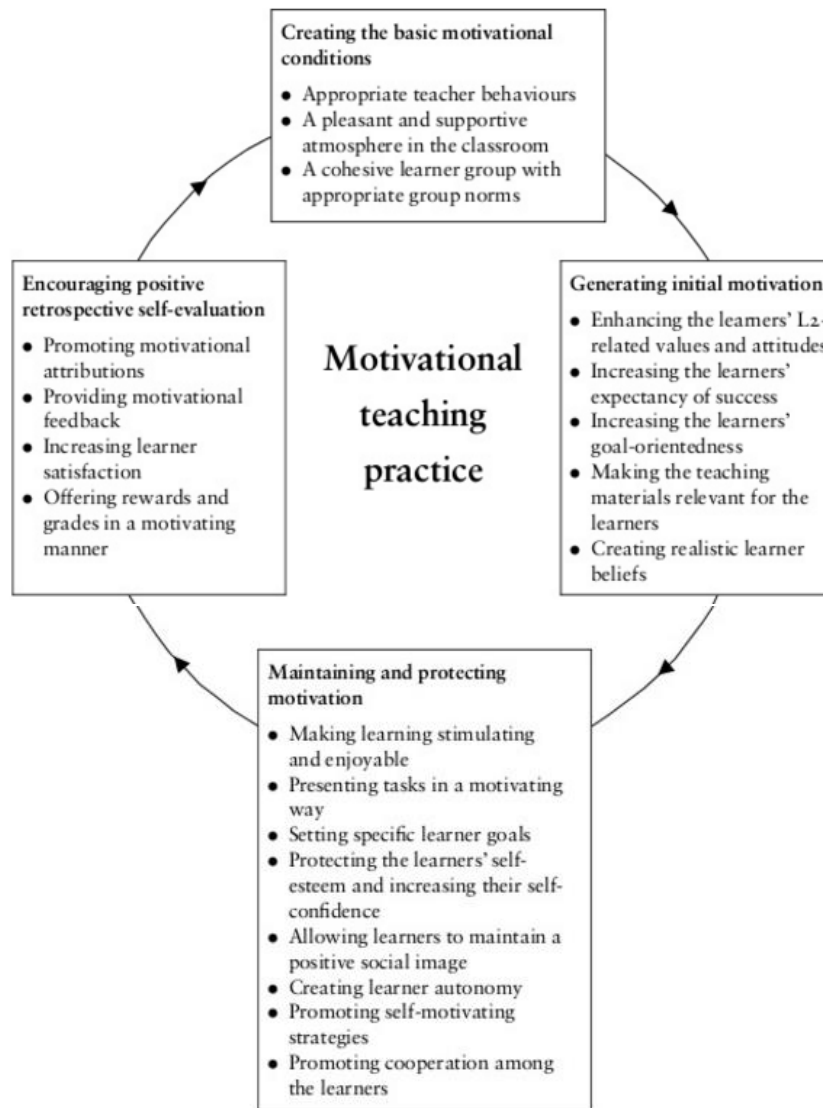 Creating the basic motivational
conditions
● Appropriate teacher behaviours
● A pleasant and supportive
atmosphere in the classroom
● A cohesive learner group with
appropriate group norms
Generating initial motivation
● Enhancing the learners' L2-
related values and attitudes
● Increasing the learners'
expectancy of success
● Increasing the learners'
goal-orientedness
● Making the teaching
materials relevant for the
learners
● Creating realistic learner
beliefs
Maintaining and protecting
motivation
● Making learning stimulating
and enjoyable
● Presenting tasks in a motivating
way
● Setting specific learner goals
● Protecting the learners' self-
esteem and increasing their self-
confidence
● Allowing learners to maintain a
positive social image
● Creating learner autonomy
● Promoting self-motivating
strategies
● Promoting cooperation among
the learners
Encouraging positive
retrospective self-evaluation
● Promoting motivational
attributions
● Providing motivational
feedback
● Increasing learner
satisfaction
● Offering rewards and
grades in a motivating
manner
Motivational
teaching
practice